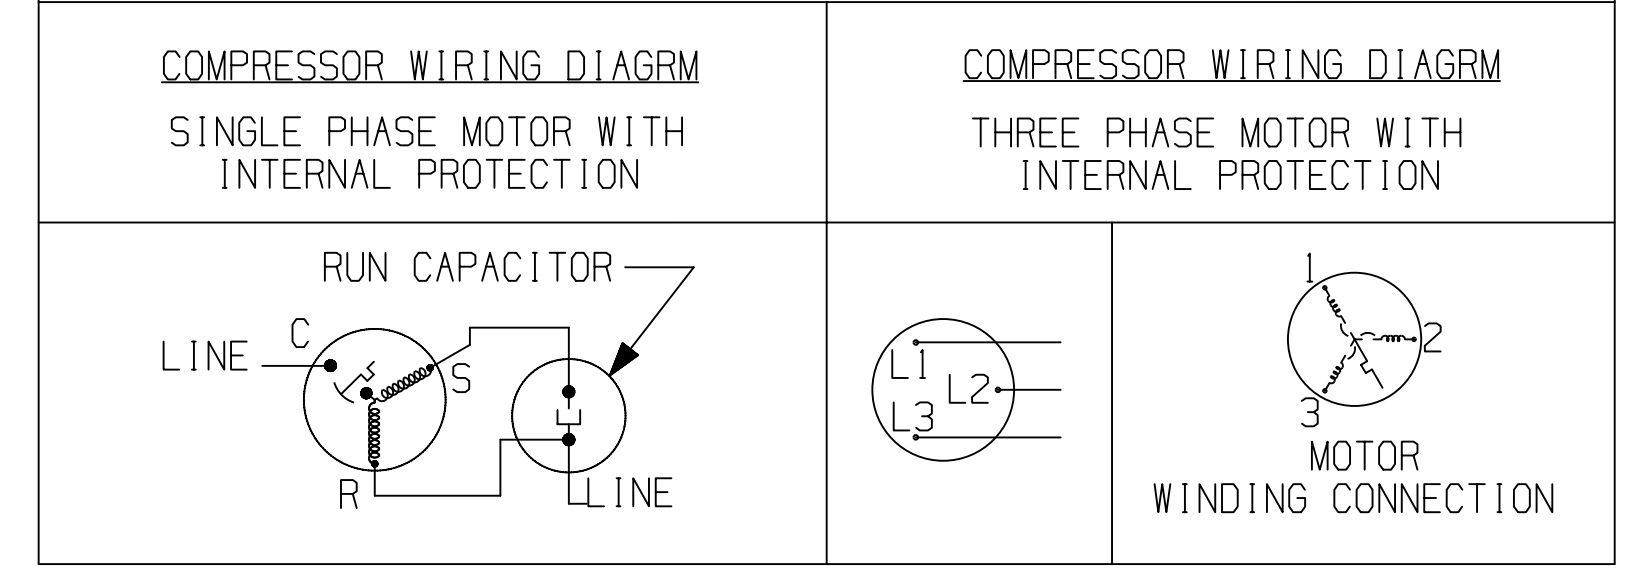 COMPRESSOR WIRING DIAGRM
SINGLE PHASE MOTOR WITH
INTERNAL PROTECTION
COMPRESSOR WIRING DIAGRM
THREE PHASE MOTOR WITH
INTERNAL PROTECTION
RUN CAPACITOR
C
LINE
S
R
LINE
L1
L2
L3
1
2
3
MOTOR
WINDING CONNECTION